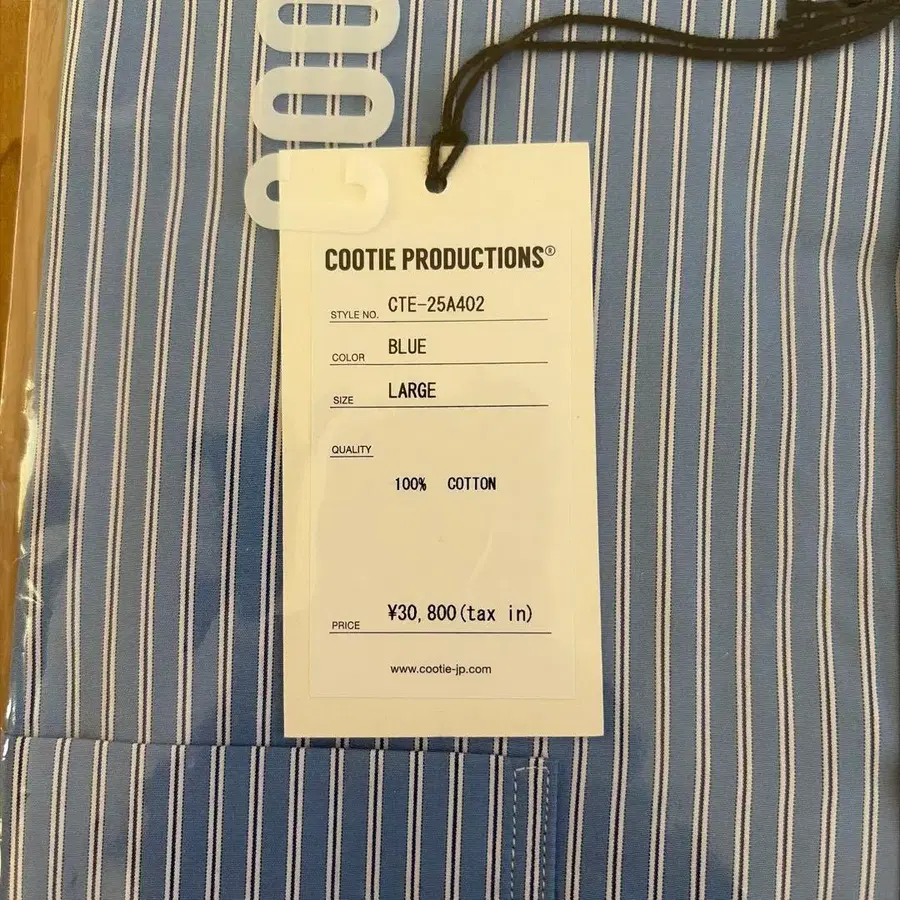 COO
COOTIE PRODUCTIONS®
STYLE NO. CTE-25A402
COLOR BLUE
SIZE LARGE
QUALITY
100% COTTON
PRICE ¥30,800(tax in)
www.cootie-jp.com